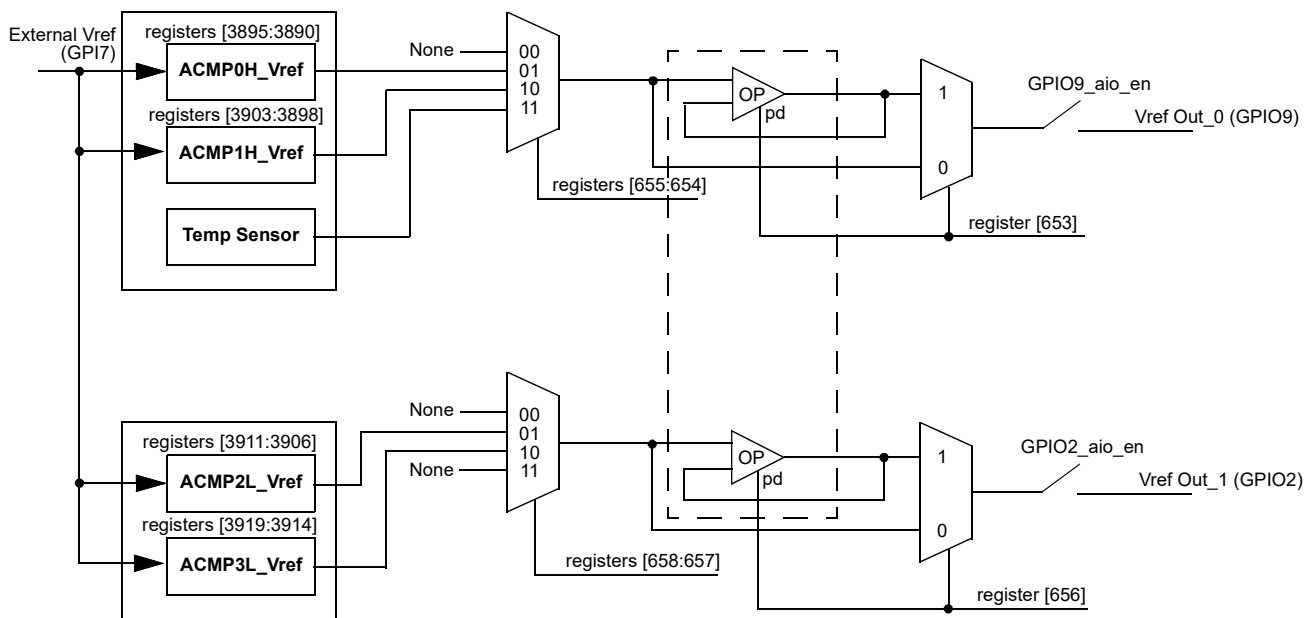 External Vref
(GPI7)
registers [3895:3890]
ACMP0H_Vref
registers [3903:3898]
ACMP1H_Vref
Temp Sensor
None
00
01
10
11
registers [655:654]
OP
pd
1
0
register [653]
GPIO9_aio_en
Vref Out_0 (GPIO9)
registers [3911:3906]
ACMP2L_Vref
registers [3919:3914]
ACMP3L_Vref
None
None
00
01
10
11
registers [658:657]
OP
pd
1
0
register [656]
GPIO2_aio_en
Vref Out_1 (GPIO2)